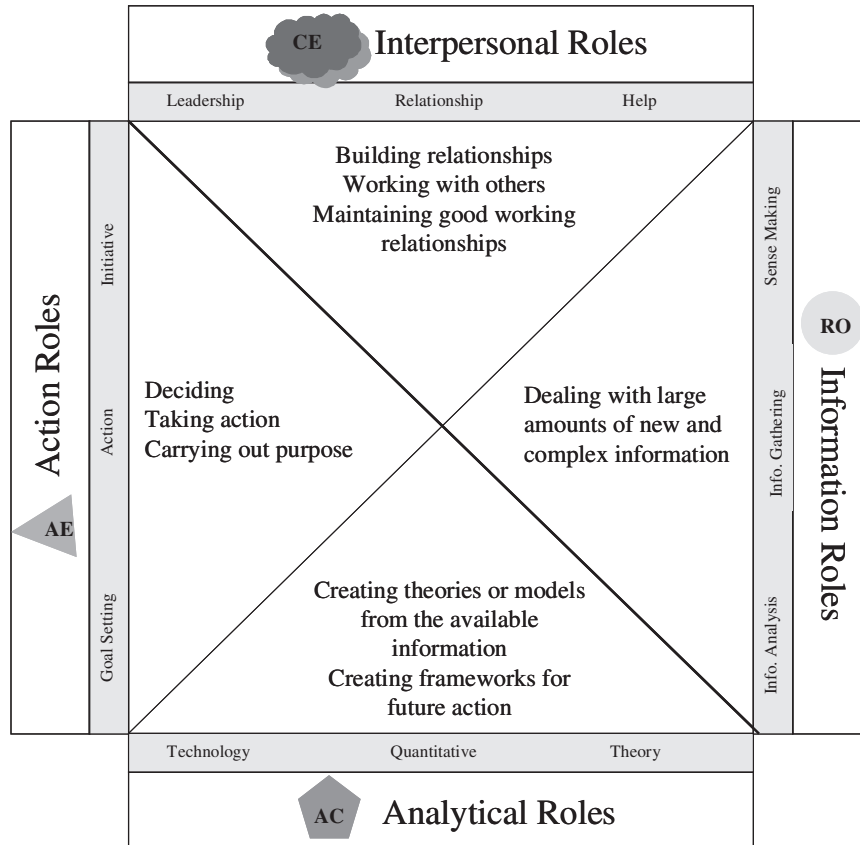 CE
Interpersonal Roles
Leadership
Relationship
Help
Building relationships
Working with others
Maintaining good working
relationships
Action Roles
AE
Initiative
Action
Goal Setting
Deciding
Taking action
Carrying out purpose
Dealing with large
amounts of new and
complex information
Sense Making
Info. Gathering
Info. Analysis
RO
Information Roles
Creating theories or models
from the available
information
Creating frameworks for
future action
Technology
Quantitative
Theory
AC
Analytical Roles